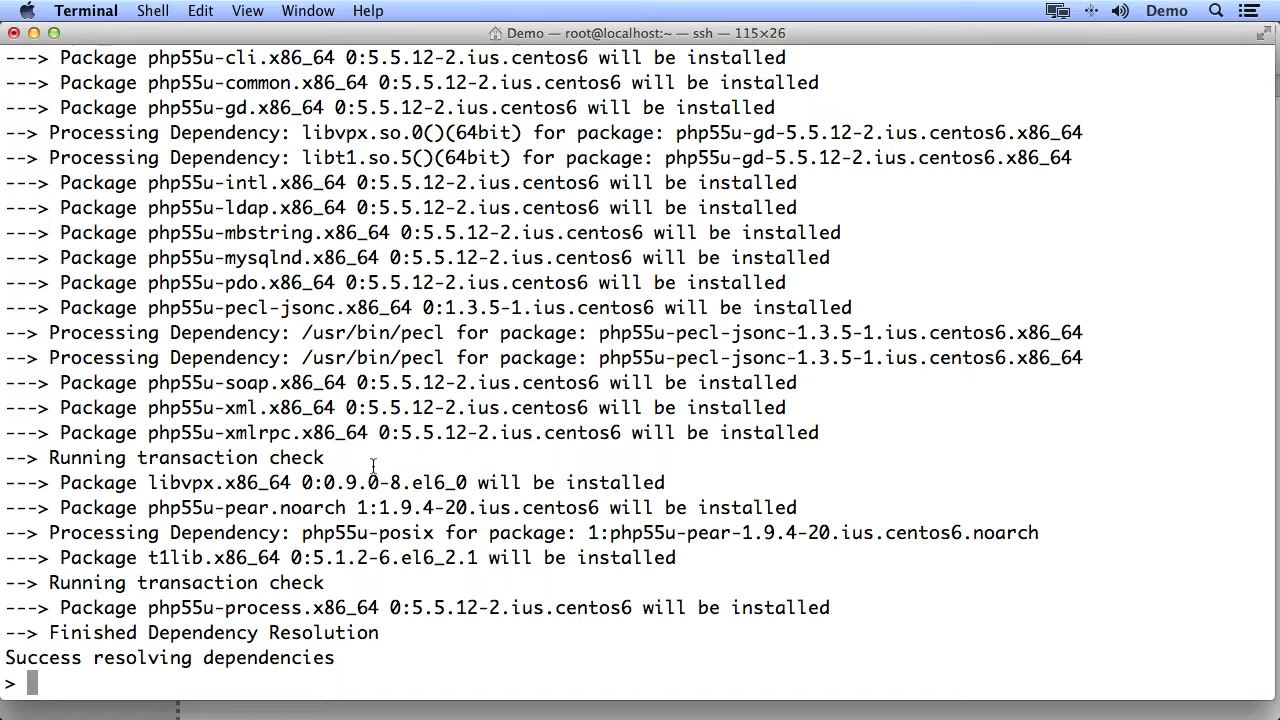 Terminal Shell Edit View Window Help Demo
Demo — root@localhost:~ — ssh — 115×26
---> Package php55u-cli.x86_64 0:5.5.12-2.ius.centos6 will be installed
---> Package php55u-common.x86_64 0:5.5.12-2.ius.centos6 will be installed
---> Package php55u-gd.x86_64 0:5.5.12-2.ius.centos6 will be installed
--> Processing Dependency: libvpx.so.0()(64bit) for package: php55u-gd-5.5.12-2.ius.centos6.x86_64
--> Processing Dependency: libt1.so.5()(64bit) for package: php55u-gd-5.5.12-2.ius.centos6.x86_64
---> Package php55u-intl.x86_64 0:5.5.12-2.ius.centos6 will be installed
---> Package php55u-ldap.x86_64 0:5.5.12-2.ius.centos6 will be installed
---> Package php55u-mbstring.x86_64 0:5.5.12-2.ius.centos6 will be installed
---> Package php55u-mysqlnd.x86_64 0:5.5.12-2.ius.centos6 will be installed
---> Package php55u-pdo.x86_64 0:5.5.12-2.ius.centos6 will be installed
---> Package php55u-pecl-jsonc.x86_64 0:1.3.5-1.ius.centos6 will be installed
--> Processing Dependency: /usr/bin/pecl for package: php55u-pecl-jsonc-1.3.5-1.ius.centos6.x86_64
--> Processing Dependency: /usr/bin/pecl for package: php55u-pecl-jsonc-1.3.5-1.ius.centos6.x86_64
---> Package php55u-soap.x86_64 0:5.5.12-2.ius.centos6 will be installed
---> Package php55u-xml.x86_64 0:5.5.12-2.ius.centos6 will be installed
---> Package php55u-xmlrpc.x86_64 0:5.5.12-2.ius.centos6 will be installed
--> Running transaction check
---> Package libvpx.x86_64 0:0.9.0-8.el6_0 will be installed
---> Package php55u-pear.noarch 1:1.9.4-20.ius.centos6 will be installed
--> Processing Dependency: php55u-posix for package: 1:php55u-pear-1.9.4-20.ius.centos6.noarch
---> Package t1lib.x86_64 0:5.1.2-6.el6_2.1 will be installed
--> Running transaction check
---> Package php55u-process.x86_64 0:5.5.12-2.ius.centos6 will be installed
--> Finished Dependency Resolution
Success resolving dependencies
>